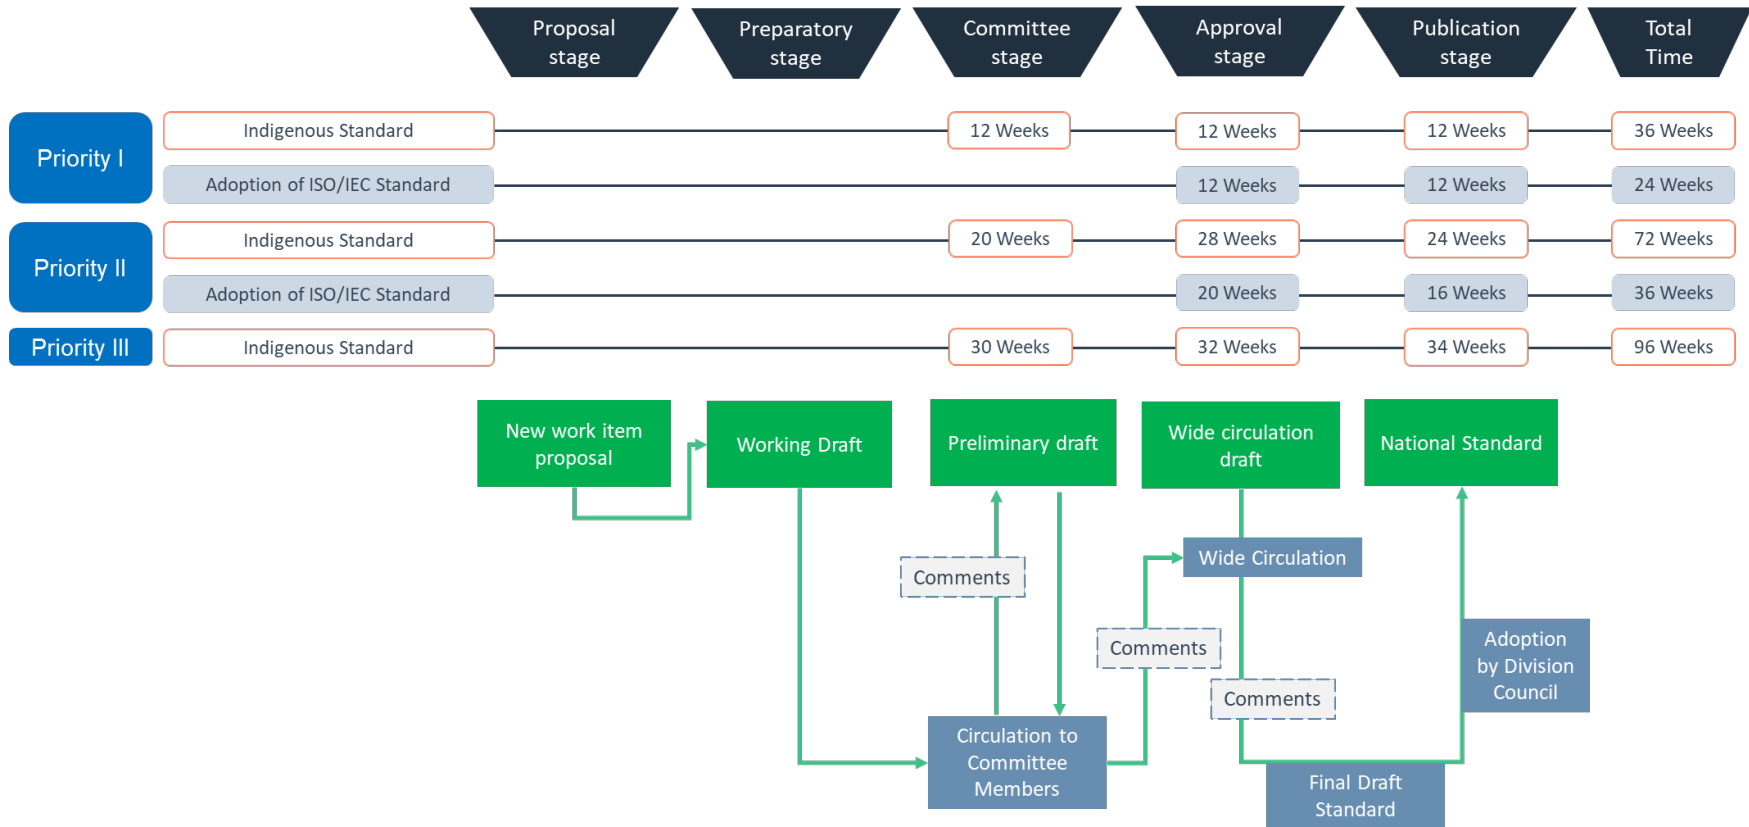 Proposal
stage
Preparatory
stage
Committee
stage
Approval
stage
Publication
stage
Total
Time
Priority I
Indigenous Standard
12 Weeks
12 Weeks
12 Weeks
36 Weeks
Adoption of ISO/IEC Standard
12 Weeks
12 Weeks
24 Weeks
Priority II
Indigenous Standard
20 Weeks
28 Weeks
24 Weeks
72 Weeks
Adoption of ISO/IEC Standard
20 Weeks
16 Weeks
36 Weeks
Priority III
Indigenous Standard
30 Weeks
32 Weeks
34 Weeks
96 Weeks
New work item
proposal
Working Draft
Preliminary draft
Wide circulation
draft
National Standard
Wide Circulation
Comments
Comments
Comments
Adoption
by Division
Council
Circulation to
Committee
Members
Final Draft
Standard